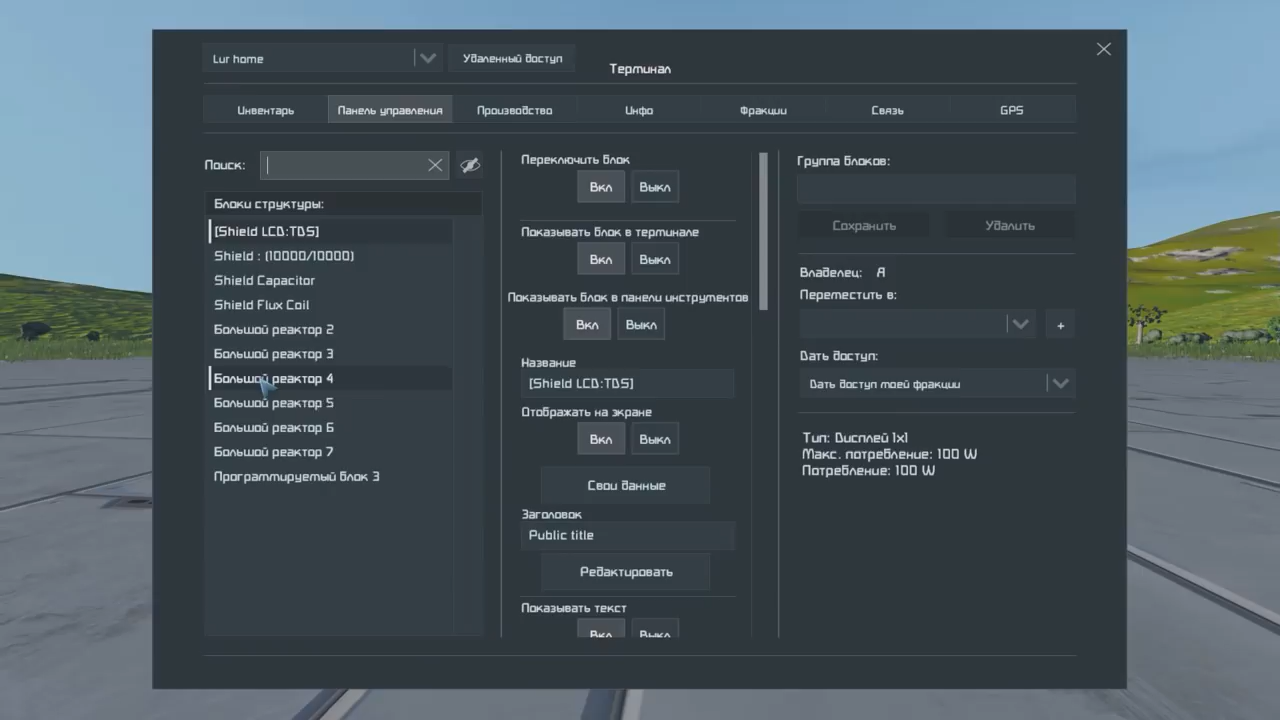 Lur home
Удаленный доступ
Терминал
Инвентарь
Панель управления
Производство
Инфо
Фракции
Связь
GPS
Поиск:
Блоки структуры:
[Shield LCD:TDS]
Shield : (10000/10000)
Shield Capacitor
Shield Flux Coil
Большой реактор 2
Большой реактор 3
Большой реактор 4
Большой реактор 5
Большой реактор 6
Большой реактор 7
Программируемый блок 3
Переключить блок
Вкл Выкл
Показывать блок в терминале
Вкл Выкл
Показывать блок в панели инструментов
Вкл Выкл
Название
[Shield LCD:TDS]
Отображать на экране
Вкл Выкл
Свои данные
Заголовок
Public title
Редактировать
Показывать текст
Вкл Выкл
Группа блоков:
Сохранить Удалить
Владелец: A
Переместить в:
+
Дать доступ:
Дать доступ моей фракции
Тип: Дисплей 1x1
Макс. потребление: 100 W
Потребление: 100 W